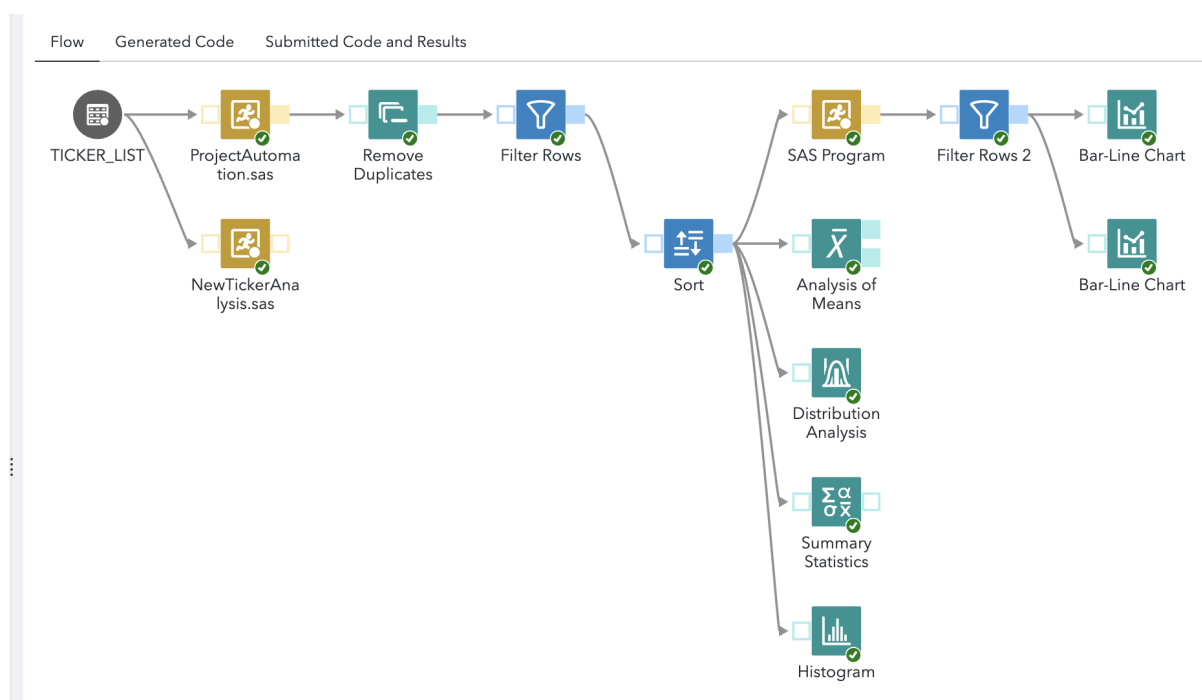 Flow
Generated Code
Submitted Code and Results
TICKER_LIST
ProjectAutoma
tion.sas
Remove
Duplicates
Filter Rows
SAS Program
Filter Rows 2
Bar-Line Chart
NewTickerAna
lysis.sas
Sort
Analysis of
Means
Bar-Line Chart
Distribution
Analysis
Summary
Statistics
Histogram